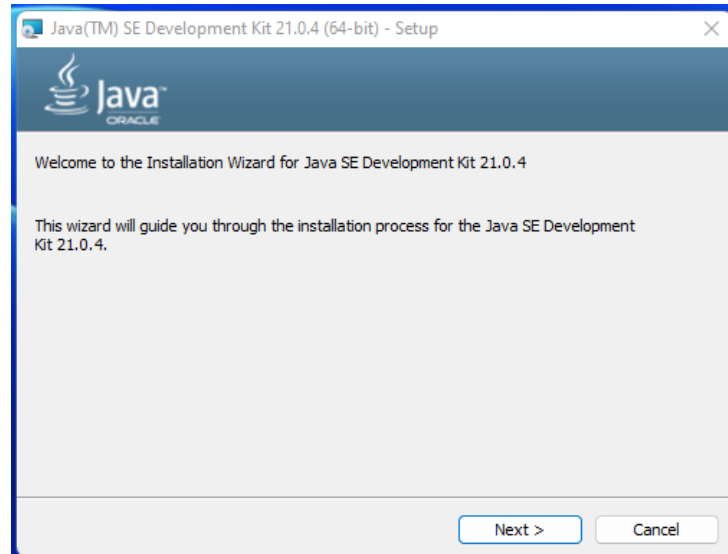 Java(TM) SE Development Kit 21.0.4 (64-bit) - Setup
Java™
ORACLE
Welcome to the Installation Wizard for Java SE Development Kit 21.0.4
This wizard will guide you through the installation process for the Java SE Development
Kit 21.0.4.
Next >
Cancel